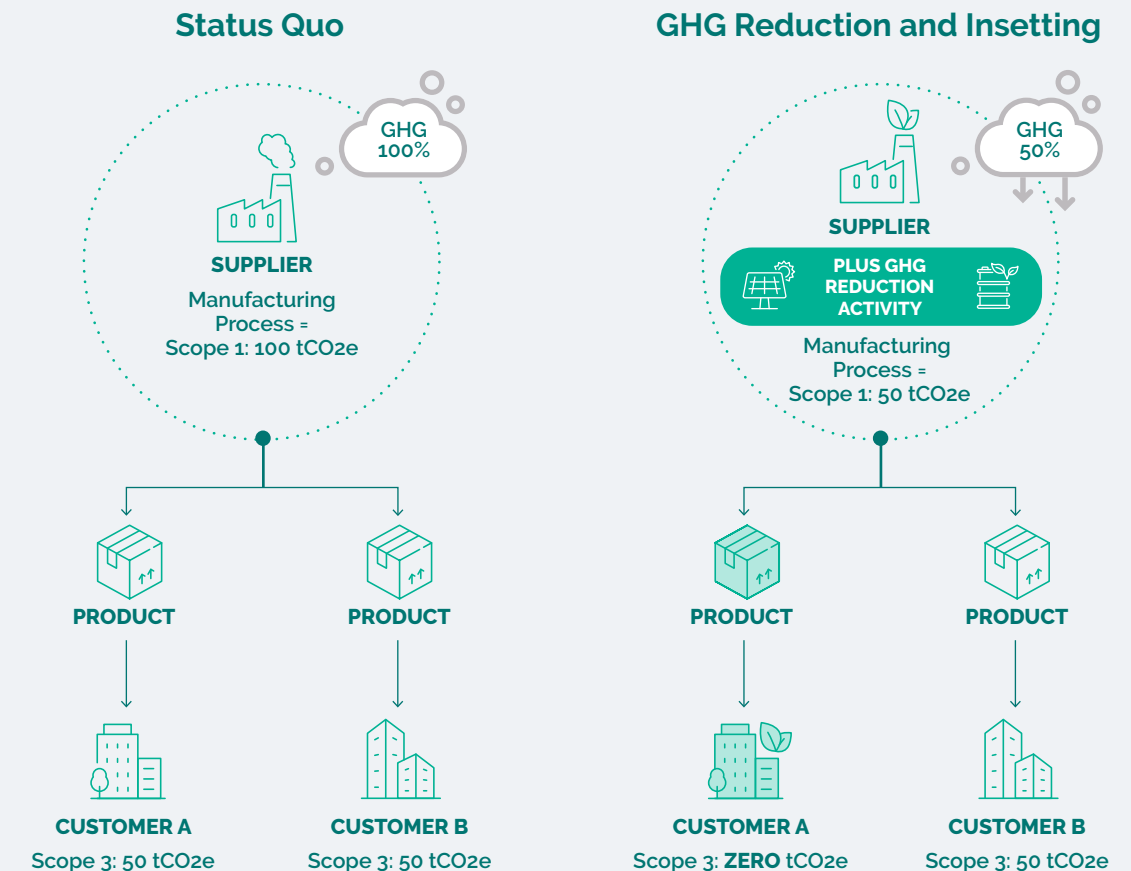 Status Quo
GHG
100%
SUPPLIER
Manufacturing
Process =
Scope 1: 100 tCO2e
PRODUCT
PRODUCT
CUSTOMER A
Scope 3: 50 tCO2e
CUSTOMER B
Scope 3: 50 tCO2e
GHG Reduction and Insetting
GHG
50%
SUPPLIER
PLUS GHG
REDUCTION
ACTIVITY
Manufacturing
Process =
Scope 1: 50 tCO2e
PRODUCT
PRODUCT
CUSTOMER A
Scope 3: ZERO tCO2e
CUSTOMER B
Scope 3: 50 tCO2e